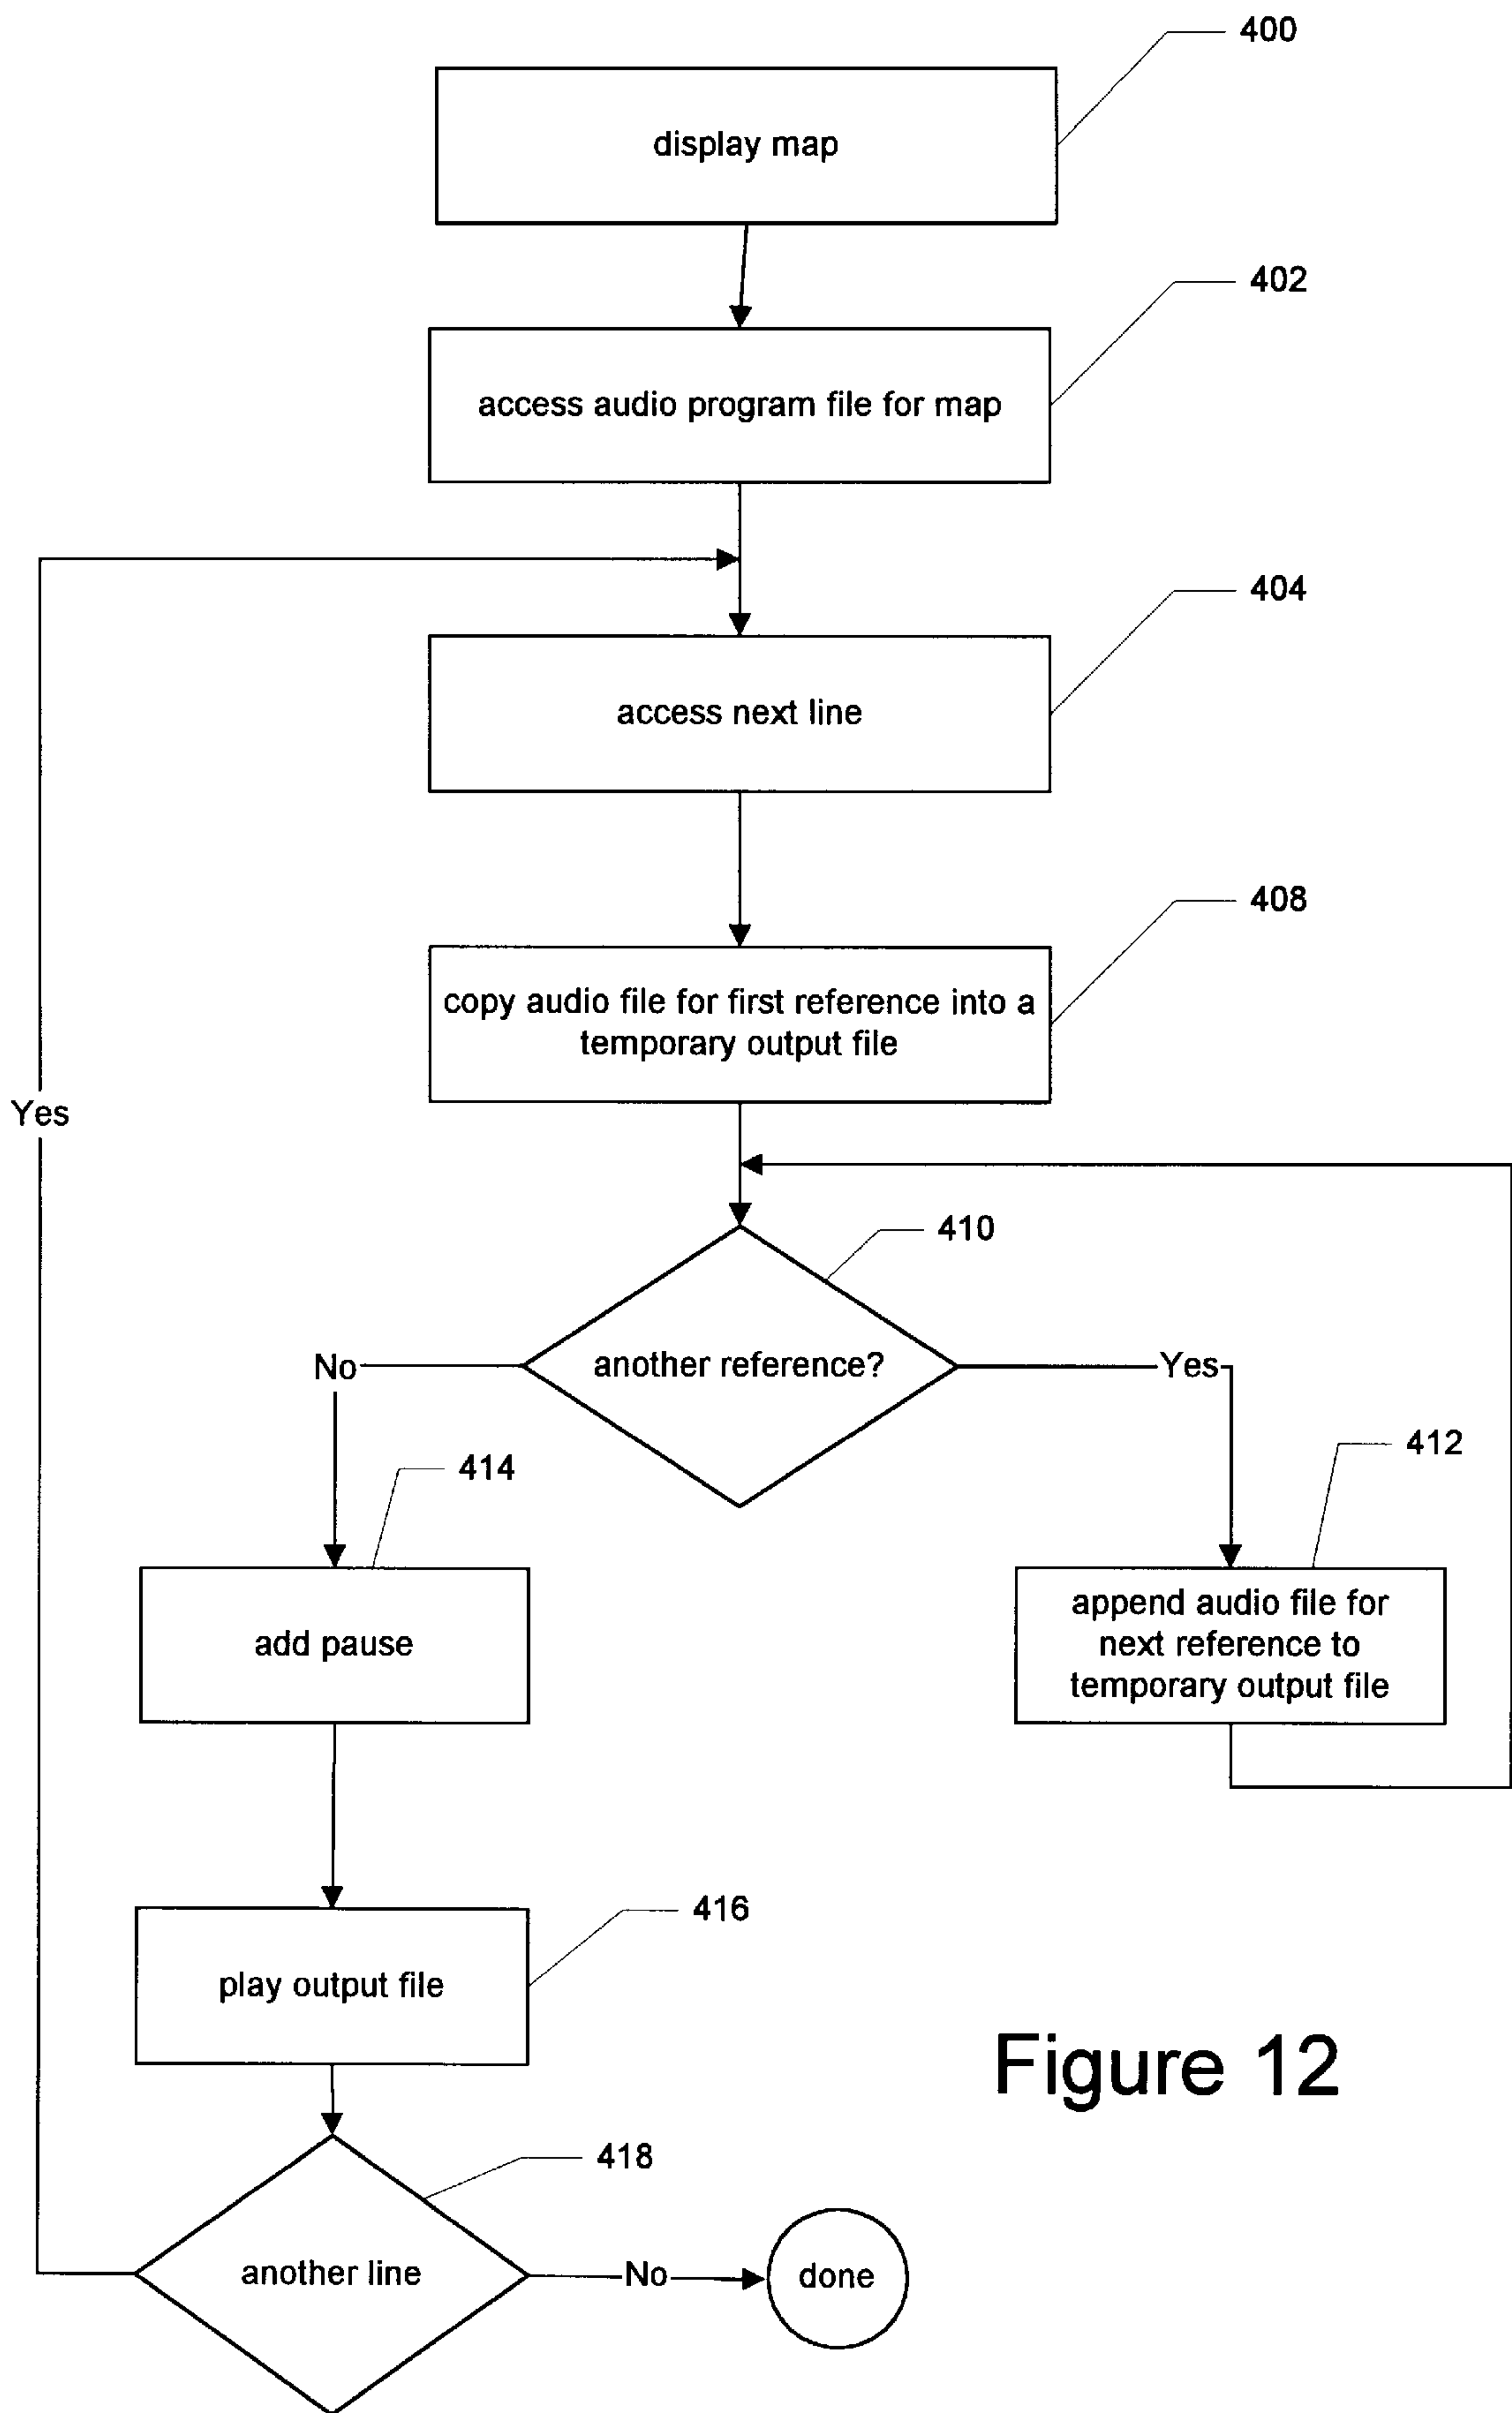 400
display map
402
access audio program file for map
404
access next line
408
copy audio file for first reference into a
temporary output file
Yes
410
another reference?
No
Yes
412
414
append audio file for
next reference to
temporary output file
add pause
416
play output file
Figure 12
418
another line
No
done